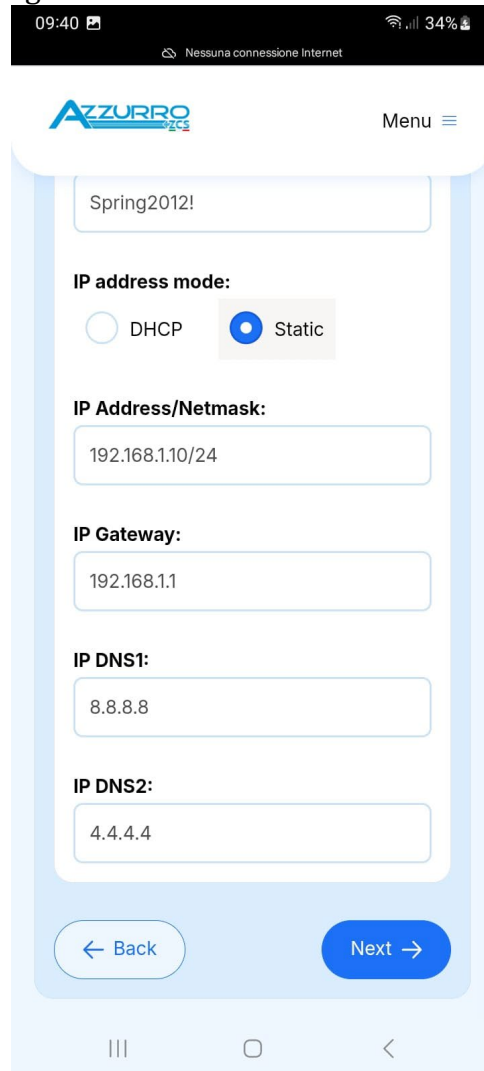 09:40 34%
Nessuna connessione Internet
AZZURRO
ZCS
Menu
Spring2012!
IP address mode:
DHCP Static
IP Address/Netmask:
192.168.1.10/24
IP Gateway:
192.168.1.1
IP DNS1:
8.8.8.8
IP DNS2:
4.4.4.4
← Back Next →